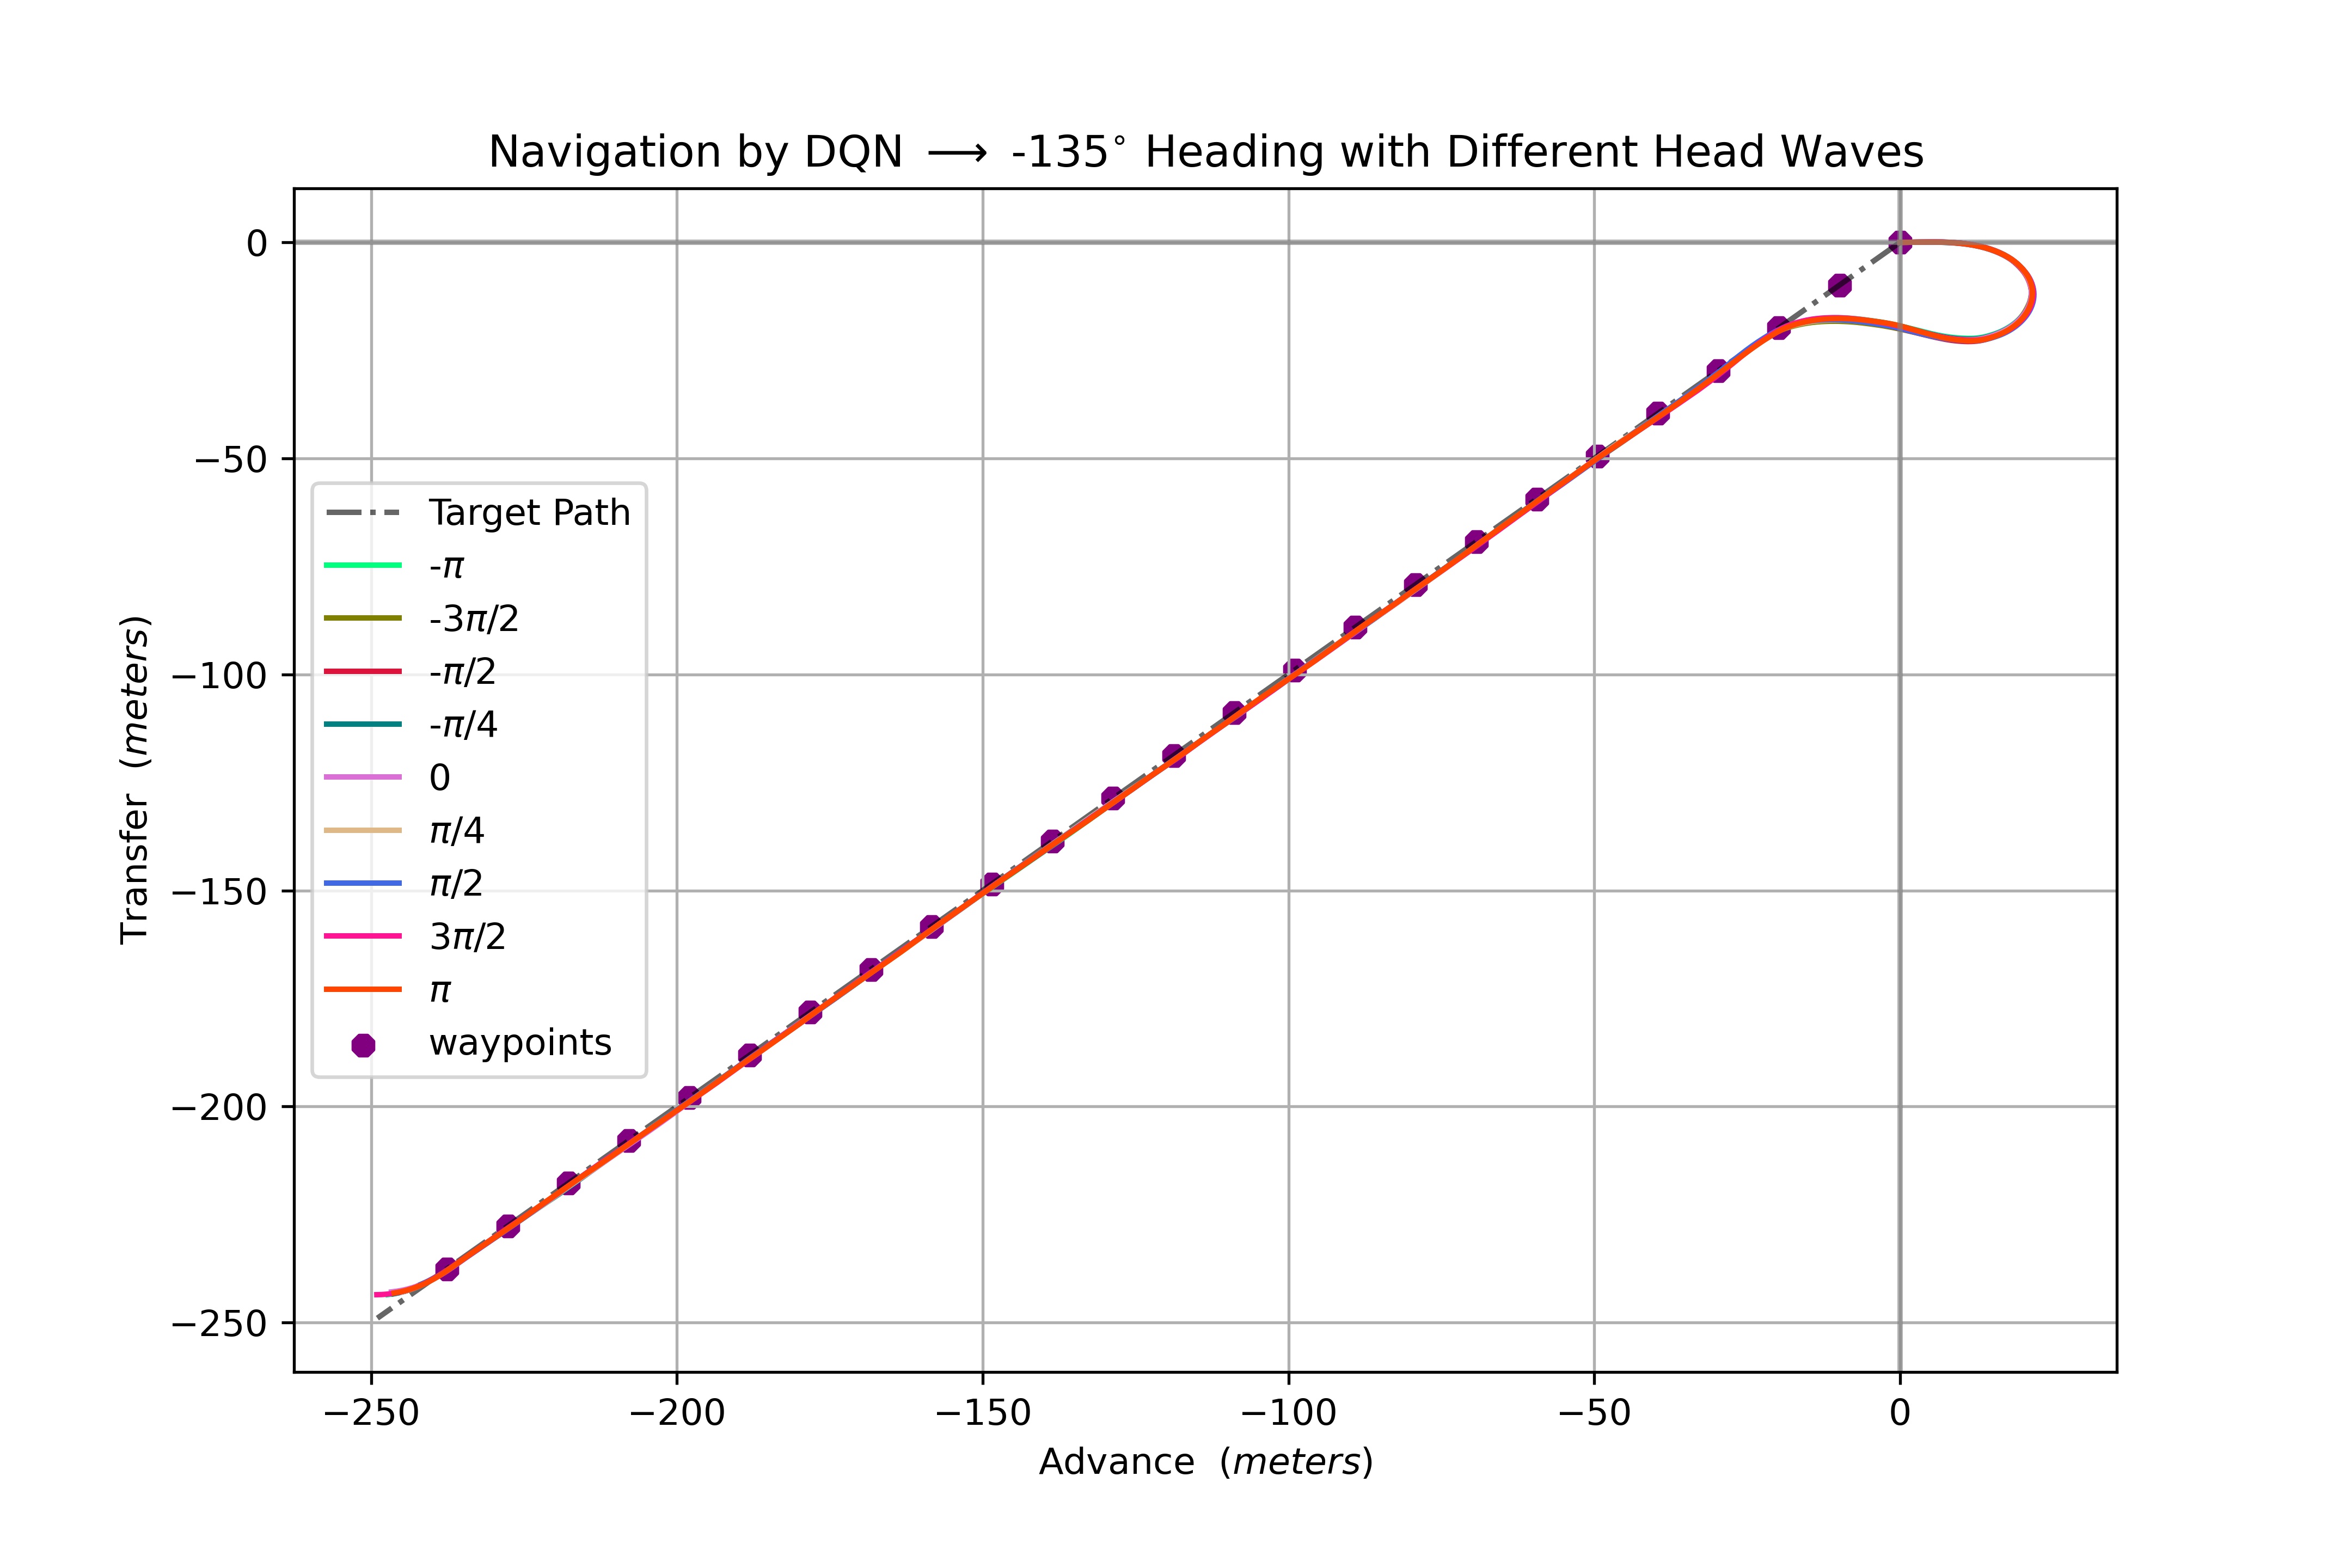 Navigation by DQN ⟶ -135° Heading with Different Head Waves
0
−50
−100
−150
−200
−250
Transfer (meters)
Target Path
-π
-3π/2
-π/2
-π/4
0
π/4
π/2
3π/2
π
waypoints
−250 −200 −150 −100 −50 0
Advance (meters)